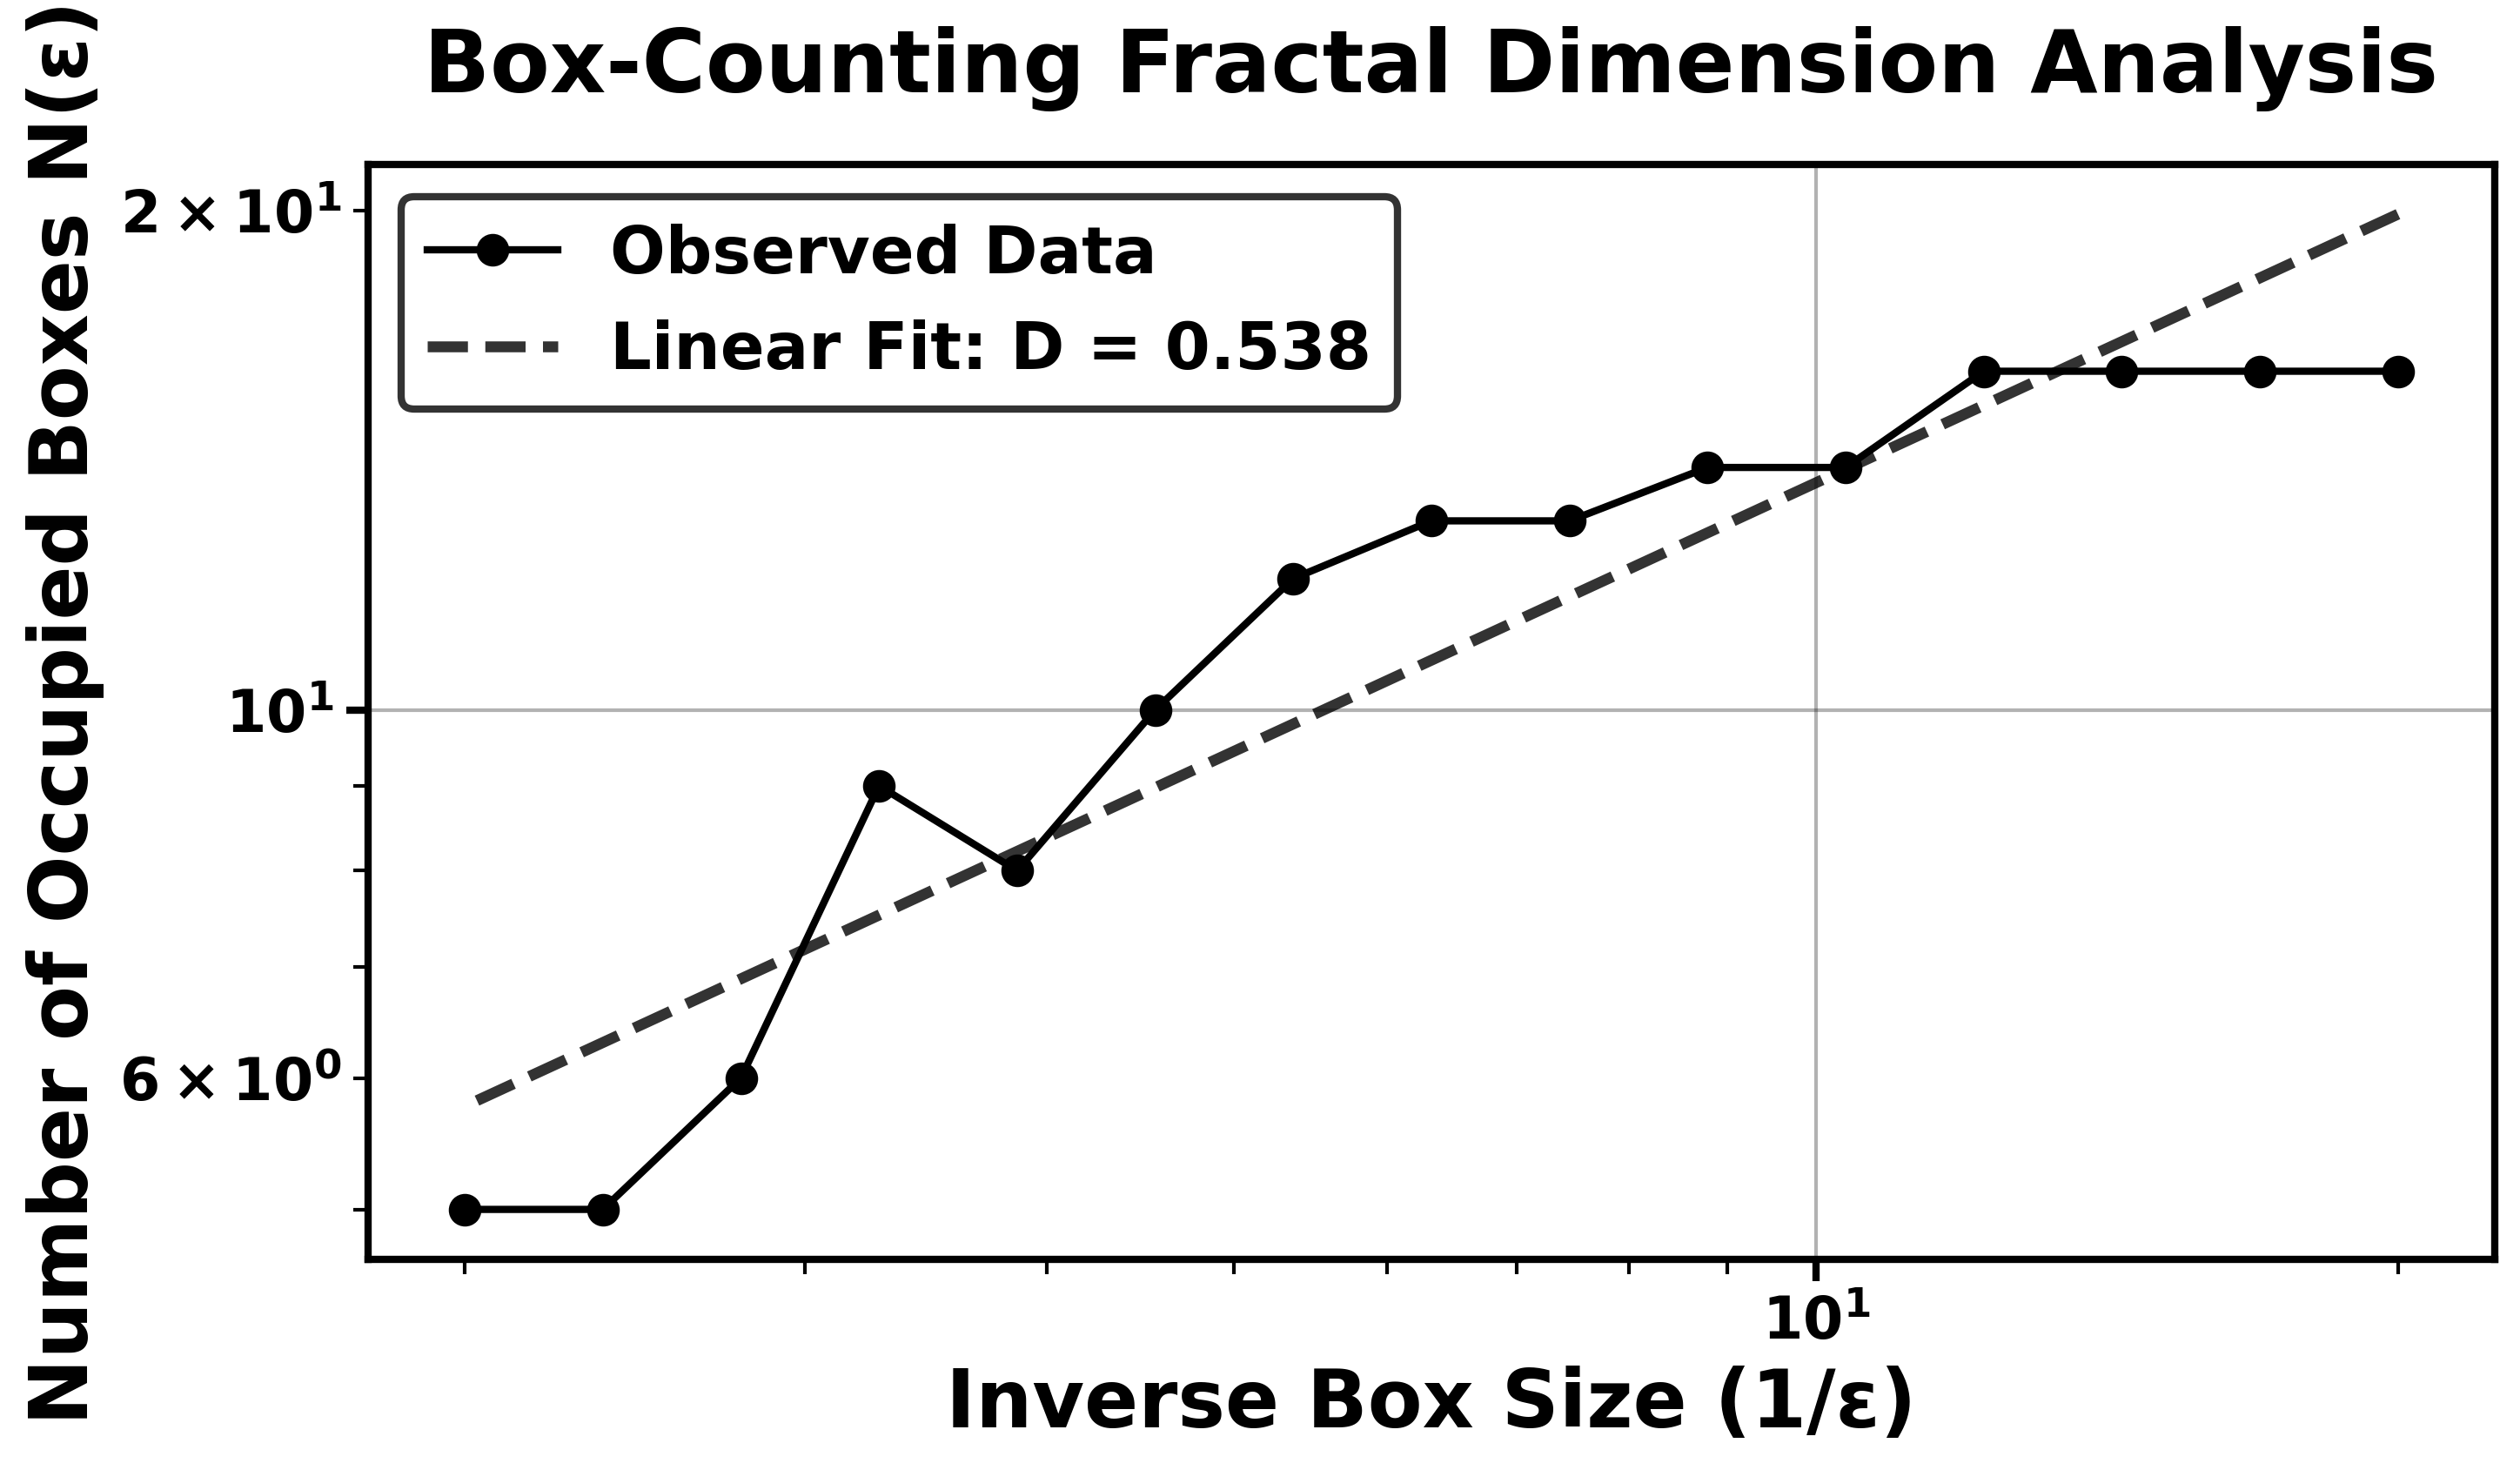 Box-Counting Fractal Dimension Analysis
Number of Occupied Boxes N(ε)
2 × 10¹
10¹
6 × 10⁰
Observed Data
Linear Fit: D = 0.538
10¹
Inverse Box Size (1/ε)